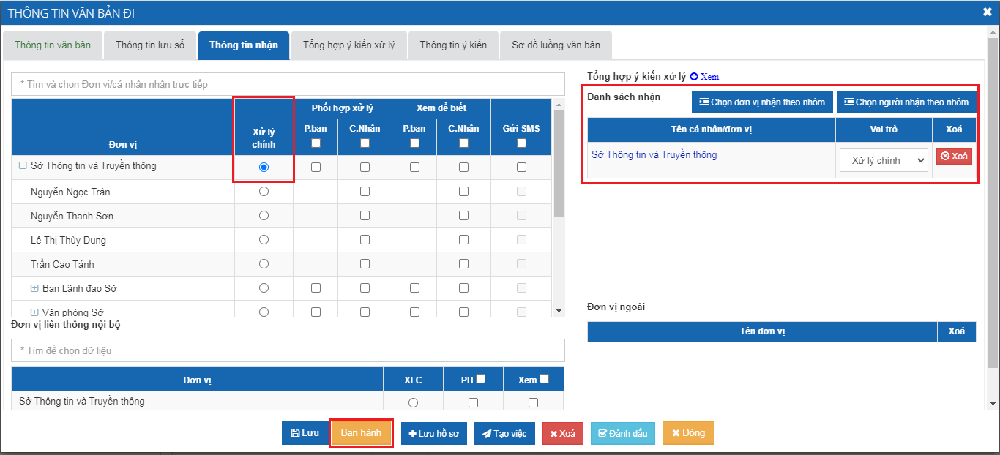 THÔNG TIN VĂN BẢN ĐI
Thông tin văn bản
Thông tin lưu sổ
Thông tin nhận
Tổng hợp ý kiến xử lý
Thông tin ý kiến
Sơ đồ luồng văn bản
* Tìm và chọn Đơn vị/cá nhân nhận trực tiếp
Đơn vị
Xử lý
chính
Phối hợp xử lý
Xem để biết
Gửi SMS
P.ban
C.Nhân
P.ban
C.Nhân
Sở Thông tin và Truyền thông
Nguyễn Ngọc Trân
Nguyễn Thanh Sơn
Lê Thị Thùy Dung
Trần Cao Tánh
Ban Lãnh đạo Sở
Văn phòng Sở
Đơn vị liên thông nội bộ
* Tìm để chọn dữ liệu
Đơn vị
XLC
PH
Xem
Sở Thông tin và Truyền thông
Tổng hợp ý kiến xử lý Xem
Danh sách nhận
Chọn đơn vị nhận theo nhóm
Chọn người nhận theo nhóm
Tên cá nhân/đơn vị
Vai trò
Xoá
Sở Thông tin và Truyền thông
Xử lý chính
Xoá
Đơn vị ngoài
Tên đơn vị
Xoá
Lưu
Ban hành
Lưu hồ sơ
Tạo việc
Xoá
Đánh dấu
Đóng